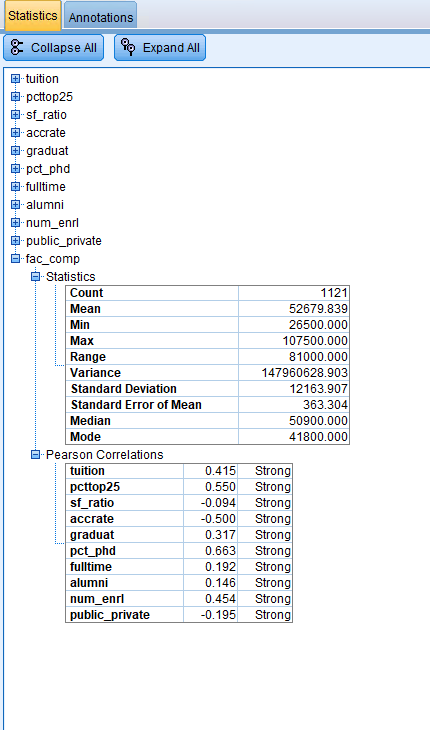 Statistics Annotations
Collapse All Expand All
tuition
pcttop25
sf_ratio
accrate
graduat
pct_phd
fulltime
alumni
num_enrl
public_private
fac_comp
Statistics
Count 1121
Mean 52679.839
Min 26500.000
Max 107500.000
Range 81000.000
Variance 147960628.903
Standard Deviation 12163.907
Standard Error of Mean 363.304
Median 50900.000
Mode 41800.000
Pearson Correlations
tuition 0.415 Strong
pcttop25 0.550 Strong
sf_ratio -0.094 Strong
accrate -0.500 Strong
graduat 0.317 Strong
pct_phd 0.663 Strong
fulltime 0.192 Strong
alumni 0.146 Strong
num_enrl 0.454 Strong
public_private -0.195 Strong